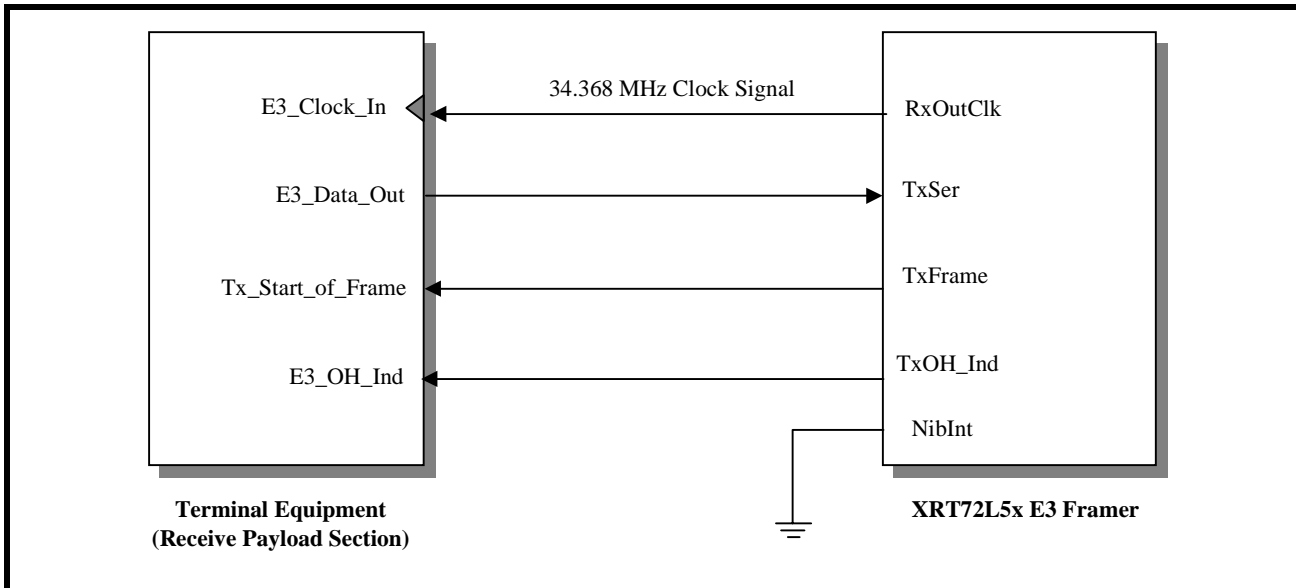 34.368 MHz Clock Signal
E3_Clock_In
RxOutClk
E3_Data_Out
TxSer
Tx_Start_of_Frame
TxFrame
E3_OH_Ind
TxOH_Ind
NibInt
Terminal Equipment
(Receive Payload Section)
XRT72L5x E3 Framer